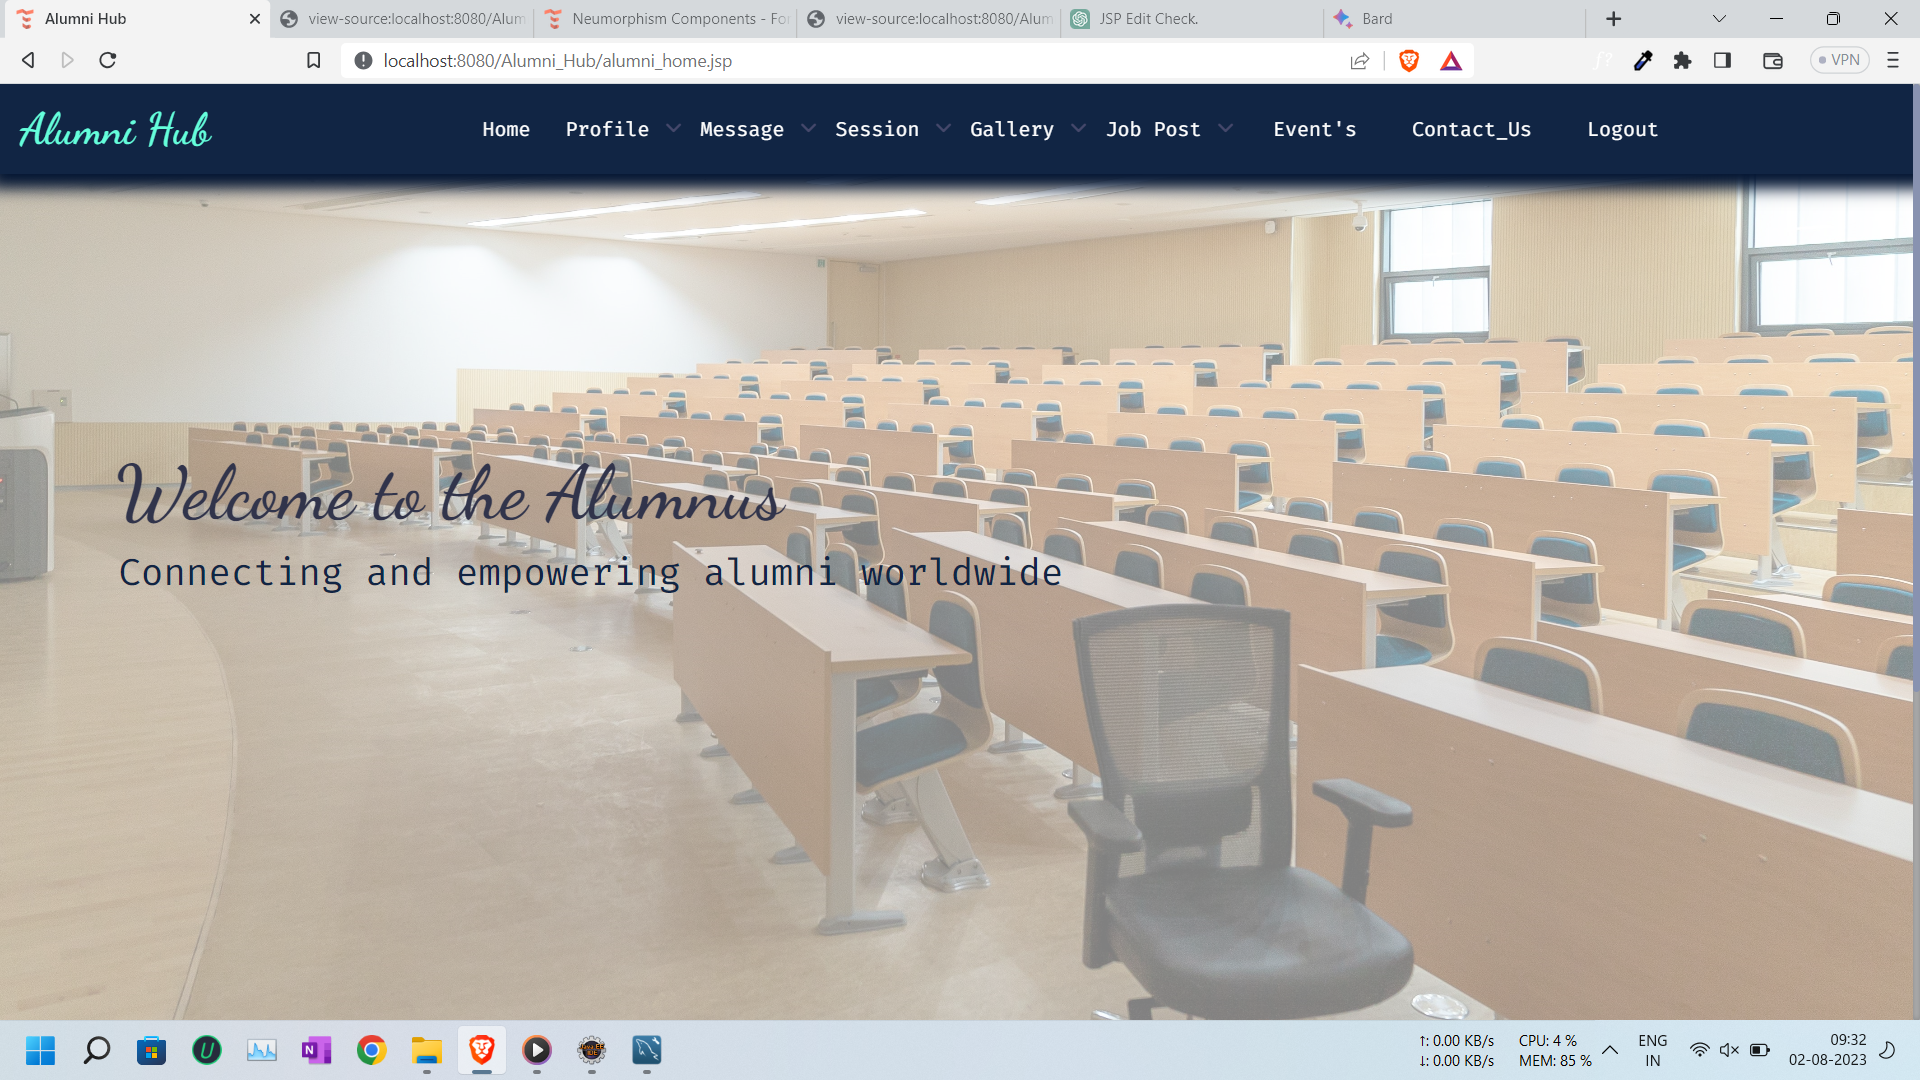 Alumni Hub
view-source:localhost:8080/Alum
Neumorphism Components - For
view-source:localhost:8080/Alum
JSP Edit Check.
Bard
localhost:8080/Alumni_Hub/alumni_home.jsp
VPN
Alumni Hub
Home
Profile
Message
Session
Gallery
Job Post
Event's
Contact_Us
Logout
Welcome to the Alumnus
Connecting and empowering alumni worldwide
↑: 0.00 KB/s
↓: 0.00 KB/s
CPU: 4 %
MEM: 85 %
ENG
IN
09:32
02-08-2023